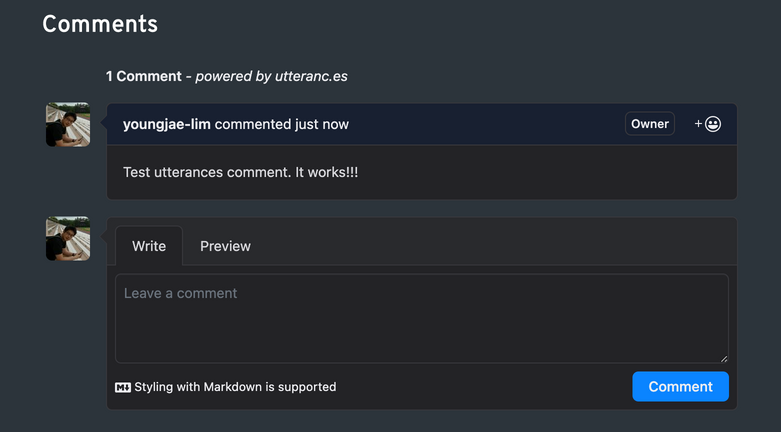 Comments
1 Comment - powered by utteranc.es
youngjae-lim commented just now Owner +
Test utterances comment. It works!!!
Write Preview
Leave a comment
M↓ Styling with Markdown is supported Comment